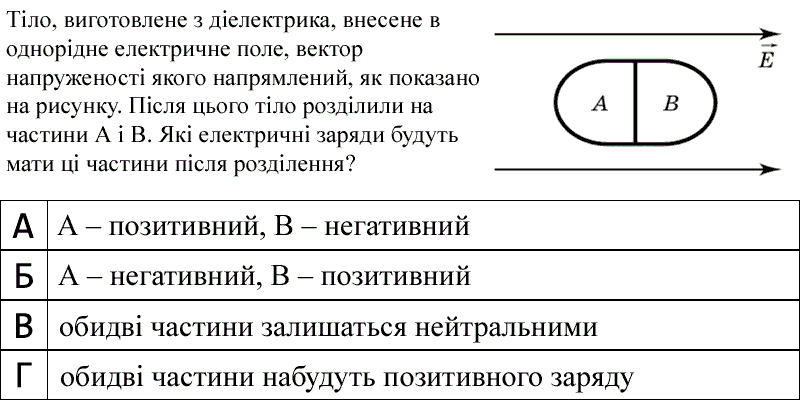 Тіло, виготовлене з діелектрика, внесене в
однорідне електричне поле, вектор
напруженості якого напрямлений, як показано
на рисунку. Після цього тіло розділили на
частини А і В. Які електричні заряди будуть
мати ці частини після розділення?
E
A B
А А – позитивний, В – негативний
Б А – негативний, В – позитивний
В обидві частини залишаться нейтральними
Г обидві частини набудуть позитивного заряду